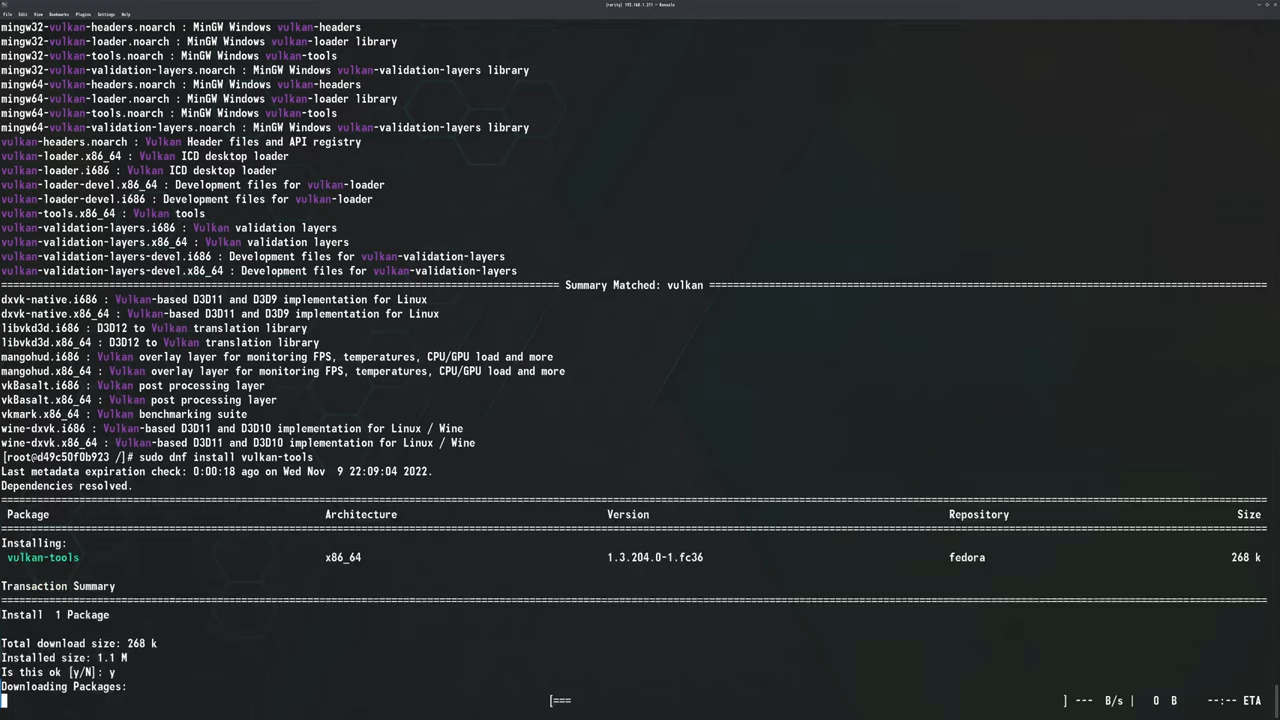 (rarity) 192.168.1.211 — Konsole
File Edit View Bookmarks Plugins Settings Help
mingw32-vulkan-headers.noarch : MinGW Windows vulkan-headers
mingw32-vulkan-loader.noarch : MinGW Windows vulkan-loader library
mingw32-vulkan-tools.noarch : MinGW Windows vulkan-tools
mingw32-vulkan-validation-layers.noarch : MinGW Windows vulkan-validation-layers library
mingw64-vulkan-headers.noarch : MinGW Windows vulkan-headers
mingw64-vulkan-loader.noarch : MinGW Windows vulkan-loader library
mingw64-vulkan-tools.noarch : MinGW Windows vulkan-tools
mingw64-vulkan-validation-layers.noarch : MinGW Windows vulkan-validation-layers library
vulkan-headers.noarch : Vulkan Header files and API registry
vulkan-loader.x86_64 : Vulkan ICD desktop loader
vulkan-loader.i686 : Vulkan ICD desktop loader
vulkan-loader-devel.x86_64 : Development files for vulkan-loader
vulkan-loader-devel.i686 : Development files for vulkan-loader
vulkan-tools.x86_64 : Vulkan tools
vulkan-validation-layers.i686 : Vulkan validation layers
vulkan-validation-layers.x86_64 : Vulkan validation layers
vulkan-validation-layers-devel.i686 : Development files for vulkan-validation-layers
vulkan-validation-layers-devel.x86_64 : Development files for vulkan-validation-layers
Summary Matched: vulkan
dxvk-native.i686 : Vulkan-based D3D11 and D3D9 implementation for Linux
dxvk-native.x86_64 : Vulkan-based D3D11 and D3D9 implementation for Linux
libvkd3d.i686 : D3D12 to Vulkan translation library
libvkd3d.x86_64 : D3D12 to Vulkan translation library
mangohud.i686 : Vulkan overlay layer for monitoring FPS, temperatures, CPU/GPU load and more
mangohud.x86_64 : Vulkan overlay layer for monitoring FPS, temperatures, CPU/GPU load and more
vkBasalt.i686 : Vulkan post processing layer
vkBasalt.x86_64 : Vulkan post processing layer
vkmark.x86_64 : Vulkan benchmarking suite
wine-dxvk.i686 : Vulkan-based D3D11 and D3D10 implementation for Linux / Wine
wine-dxvk.x86_64 : Vulkan-based D3D11 and D3D10 implementation for Linux / Wine
[root@d49c50f0b923 /]# sudo dnf install vulkan-tools
Last metadata expiration check: 0:00:18 ago on Wed Nov  9 22:09:04 2022.
Dependencies resolved.
Package Architecture Version Repository Size
Installing:
vulkan-tools x86_64 1.3.204.0-1.fc36 fedora 268 k
Transaction Summary
Install  1 Package
Total download size: 268 k
Installed size: 1.1 M
Is this ok [y/N]: y
Downloading Packages:
[=== ] --- B/s | 0 B --:-- ETA